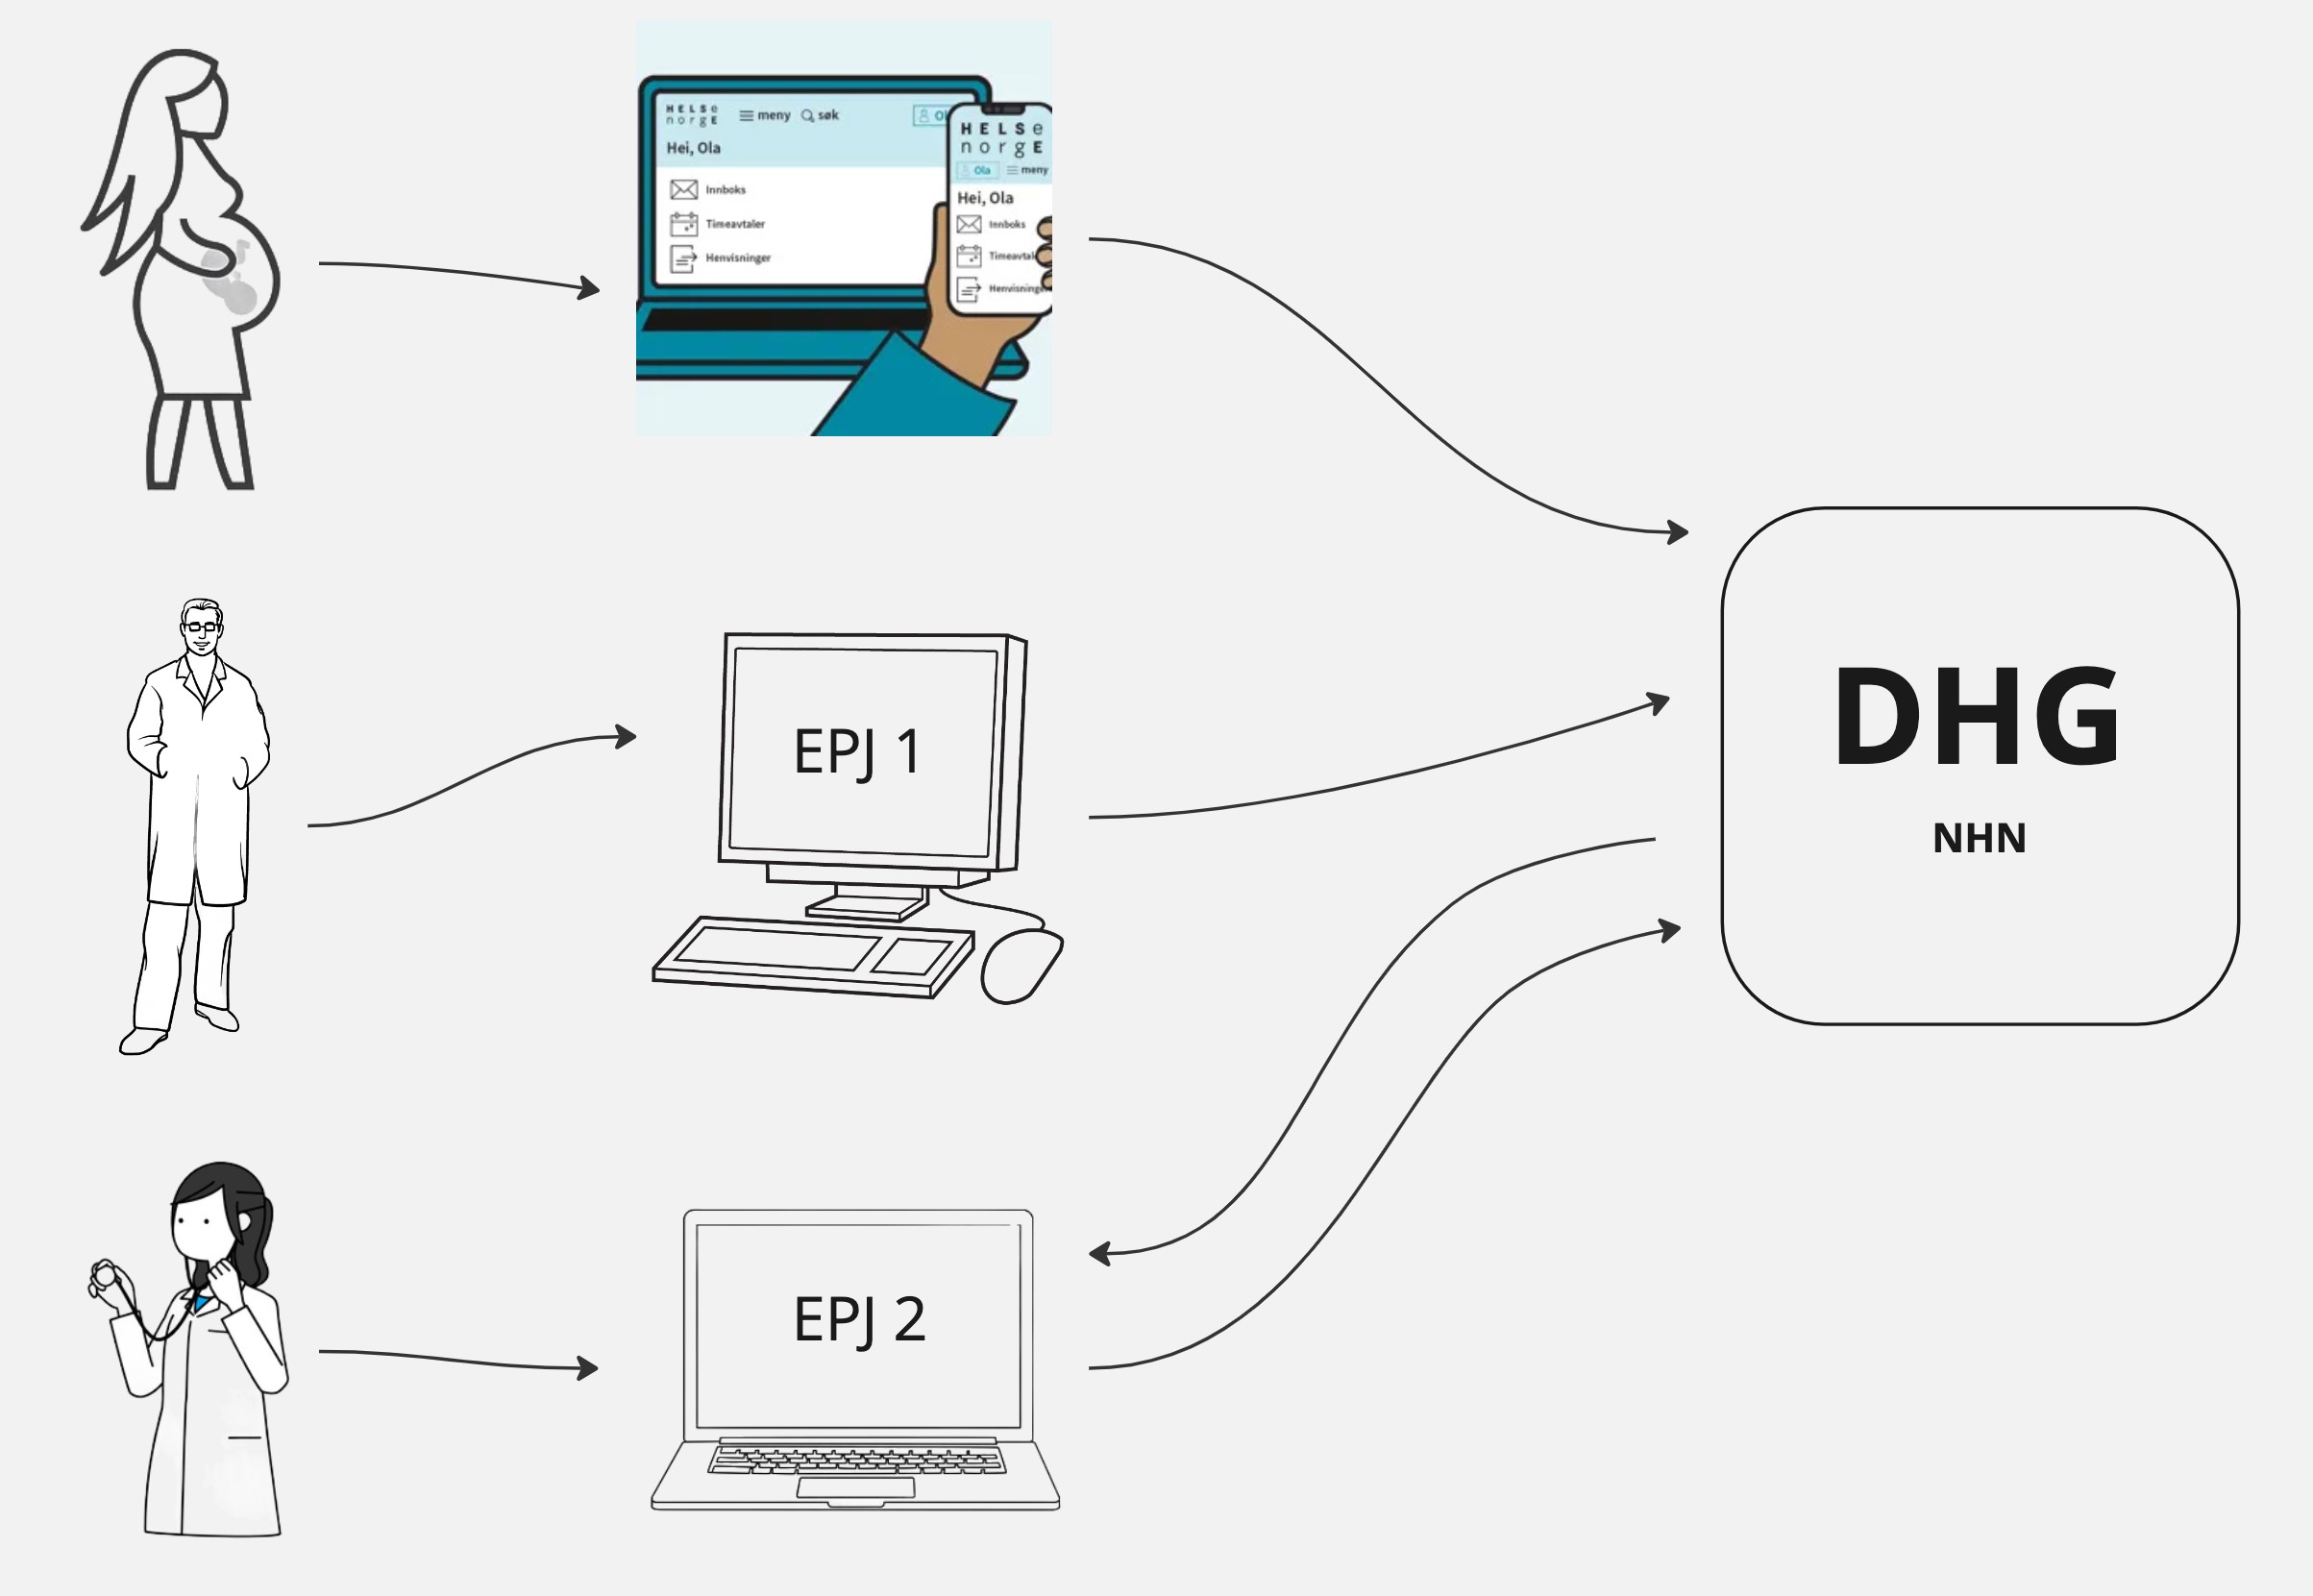 HELSe
norgE
meny
søk
Ol
Hei, Ola
Innboks
Timeavtaler
Henvisninger
HELSe
norgE
Ola
meny
Hei, Ola
Innboks
Timeavtal
Henvisninge
EPJ 1
DHG
NHN
EPJ 2